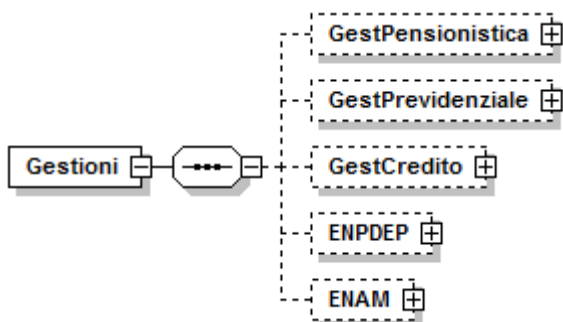 GestPensionistica
GestPrevidenziale
Gestioni
GestCredito
ENPDEP
ENAM